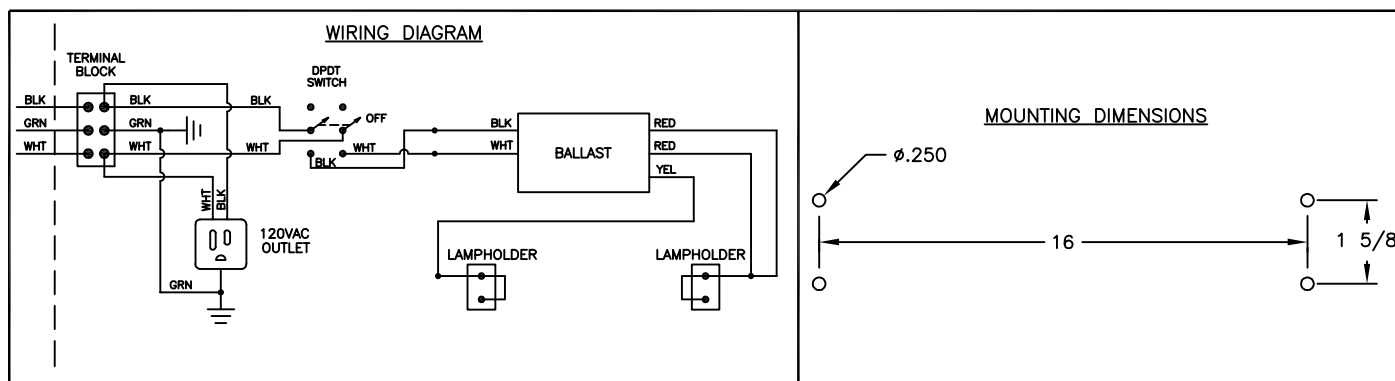 WIRING DIAGRAM
TERMINAL
BLOCK
DPDT
SWITCH
BLK
BLK
BLK
OFF
GRN
GRN
WHT
WHT
WHT
WHT
BLK
BLK
WHT
BALLAST
RED
RED
YEL
WHT
BLK
120VAC
OUTLET
GRN
LAMPHOLDER
LAMPHOLDER
MOUNTING DIMENSIONS
ø.250
16
1 5/8